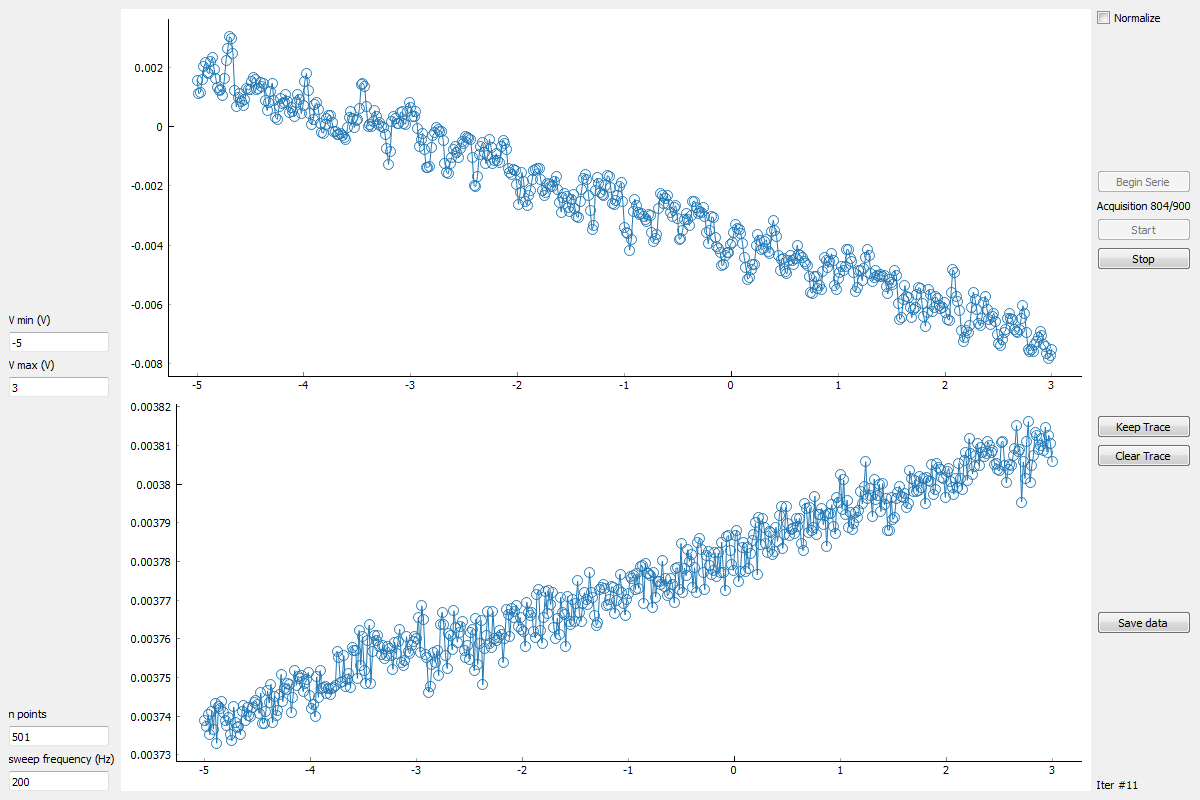 Normalize
0.002
0
-0.002
-0.004
-0.006
-0.008
-5 -4 -3 -2 -1 0 1 2 3
Begin Serie
Acquisition 804/900
Start
Stop
V min (V)
-5
V max (V)
3
0.00382
0.00381
0.0038
0.00379
0.00378
0.00377
0.00376
0.00375
0.00374
0.00373
-5 -4 -3 -2 -1 0 1 2 3
Keep Trace
Clear Trace
Save data
n points
501
sweep frequency (Hz)
200
Iter #11